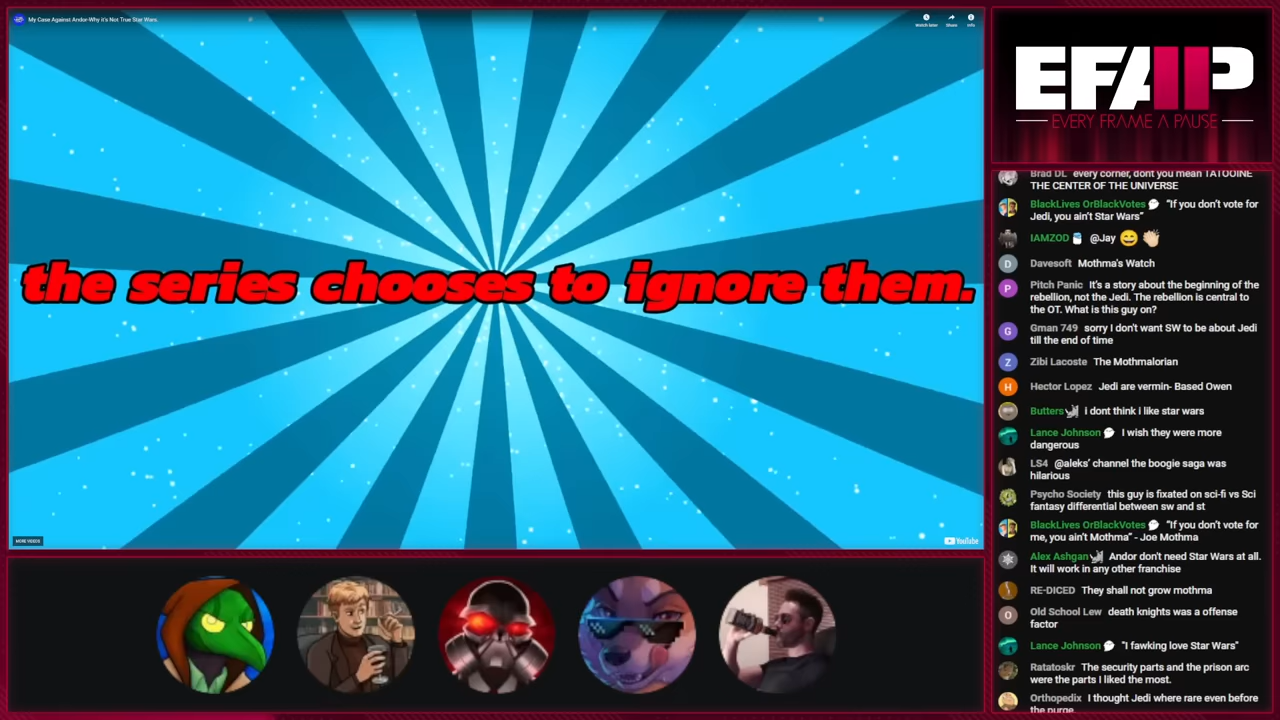 My Case Against Andor-Why it's Not True Star Wars.
Watch later
Share
Info
the series chooses to ignore them.
MORE VIDEOS
YouTube
EFAP
EVERY FRAME A PAUSE
Brad DL every corner, dont you mean TATOOINE
THE CENTER OF THE UNIVERSE
BlackLives OrBlackVotes "If you don't vote for
Jedi, you ain't Star Wars"
IAMZOD @Jay
D
Davesoft Mothma's Watch
P
Pitch Panic It's a story about the beginning of the
rebellion, not the Jedi. The rebellion is central to
the OT. What is this guy on?
G
Gman 749 sorry I don't want SW to be about Jedi
till the end of time
Z
Zibi Lacoste The Mothmalorian
H
Hector Lopez Jedi are vermin- Based Owen
Butters i dont think i like star wars
Lance Johnson I wish they were more
dangerous
LS4 @aleks' channel the boogie saga was
hilarious
Psycho Society this guy is fixated on sci-fi vs Sci
fantasy differential between sw and st
BlackLives OrBlackVotes "If you don't vote for
me, you ain't Mothma" - Joe Mothma
Alex Ashgan Andor don't need Star Wars at all.
It will work in any other franchise
RE-DICED They shall not grow mothma
O
Old School Lew death knights was a offense
factor
Lance Johnson "I fawking love Star Wars"
Ratatoskr The security parts and the prison arc
were the parts I liked the most.
Orthopedix I thought Jedi where rare even before
the purge